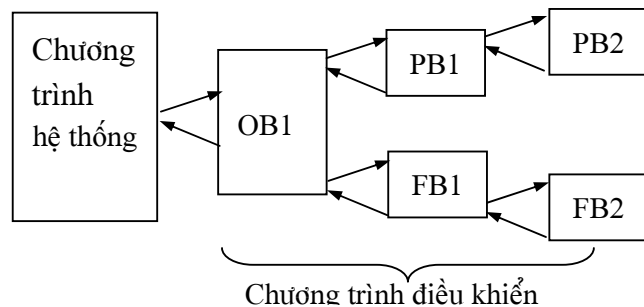 Chương
trình
hệ thống
OB1
PB1
PB2
FB1
FB2
Chương trình điều khiển